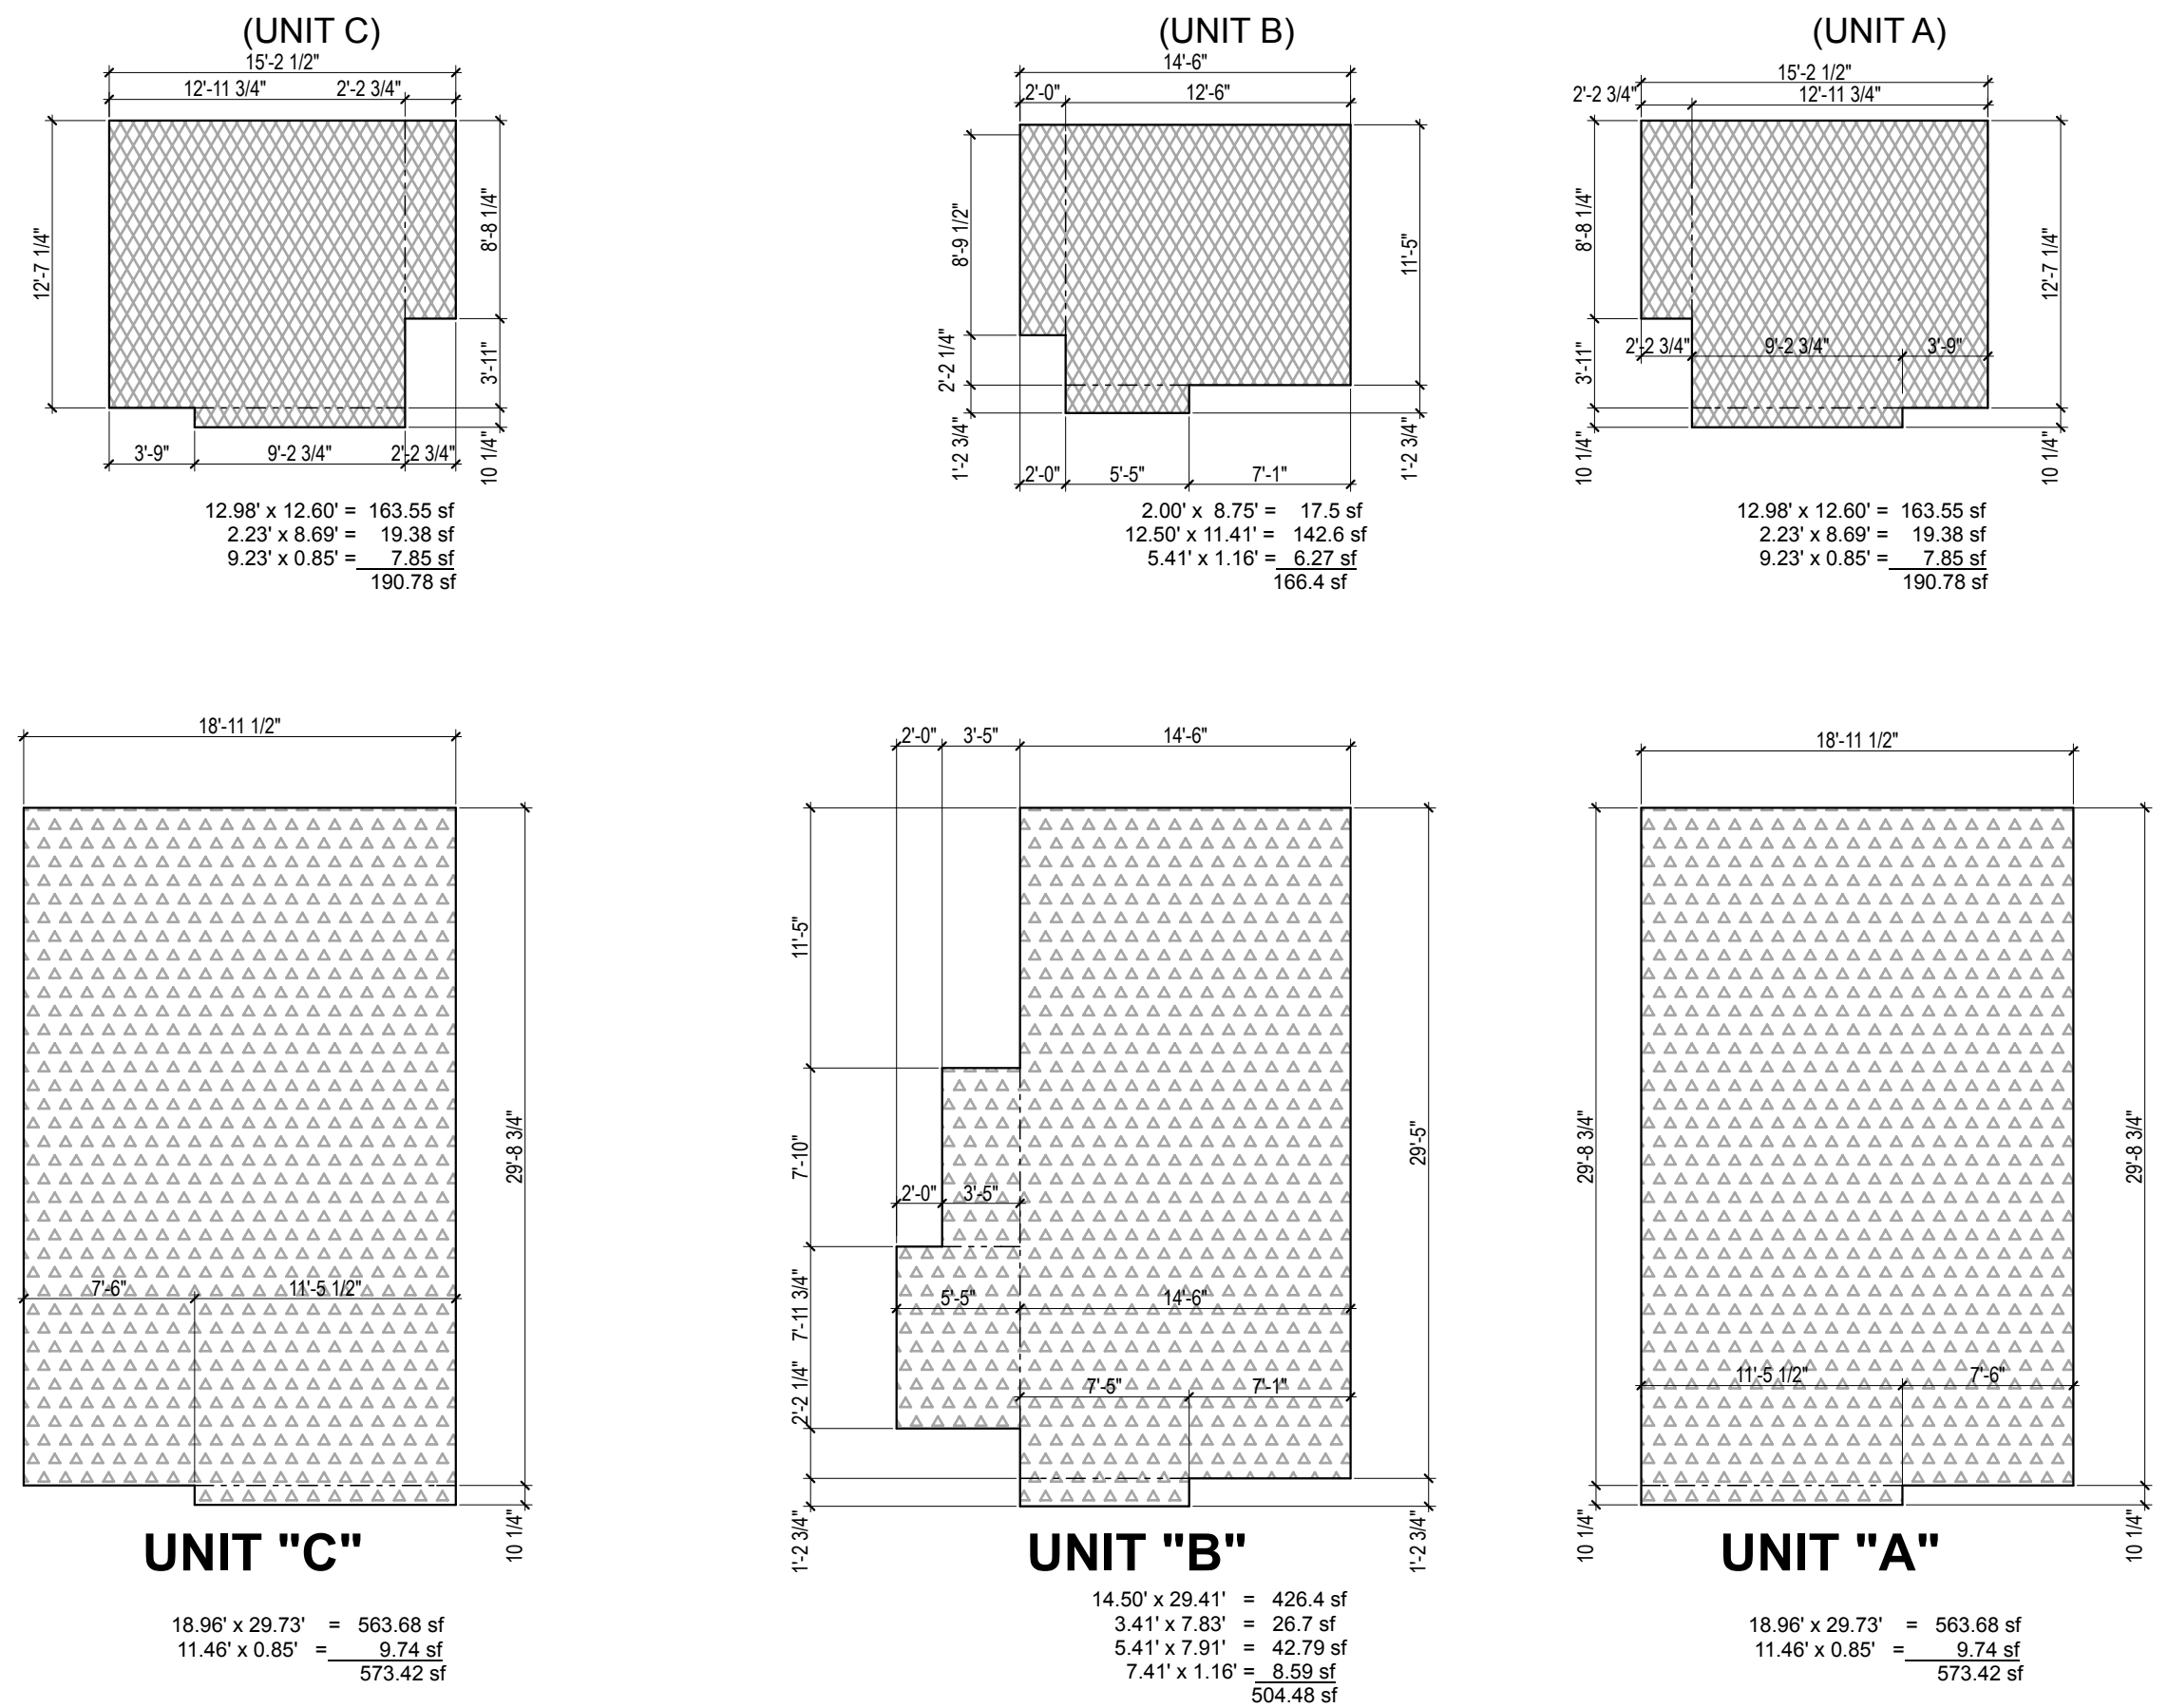 (UNIT C)
15'-2 1/2"
12'-11 3/4" 2'-2 3/4"
12'-7 1/4"
8'-8 1/4"
3'-11"
10 1/4"
3'-9" 9'-2 3/4" 2'-2 3/4"
12.98' x 12.60' = 163.55 sf
2.23' x 8.69' = 19.38 sf
9.23' x 0.85' = 7.85 sf
190.78 sf
(UNIT B)
14'-6"
2'-0" 12'-6"
8'-9 1/2"
2'-2 1/4"
1'-2 3/4"
11'-5"
1'-2 3/4"
2'-0" 5'-5" 7'-1"
2.00' x 8.75' = 17.5 sf
12.50' x 11.41' = 142.6 sf
5.41' x 1.16' = 6.27 sf
166.4 sf
(UNIT A)
15'-2 1/2"
2'-2 3/4" 12'-11 3/4"
8'-8 1/4"
3'-11"
10 1/4"
2'-2 3/4" 9'-2 3/4" 3'-9"
12'-7 1/4"
10 1/4"
12.98' x 12.60' = 163.55 sf
2.23' x 8.69' = 19.38 sf
9.23' x 0.85' = 7.85 sf
190.78 sf
18'-11 1/2"
29'-8 3/4"
7'-6" 11'-5 1/2"
10 1/4"
UNIT "C"
18.96' x 29.73' = 563.68 sf
11.46' x 0.85' = 9.74 sf
573.42 sf
2'-0" 3'-5" 14'-6"
11'-5"
7'-10"
7'-11 3/4"
2'-2 1/4"
1'-2 3/4"
2'-0" 3'-5"
5'-5" 14'-6"
7'-5" 7'-1"
29'-5"
1'-2 3/4"
UNIT "B"
14.50' x 29.41' = 426.4 sf
3.41' x 7.83' = 26.7 sf
5.41' x 7.91' = 42.79 sf
7.41' x 1.16' = 8.59 sf
504.48 sf
18'-11 1/2"
29'-8 3/4"
10 1/4"
11'-5 1/2" 7'-6"
29'-8 3/4"
10 1/4"
UNIT "A"
18.96' x 29.73' = 563.68 sf
11.46' x 0.85' = 9.74 sf
573.42 sf